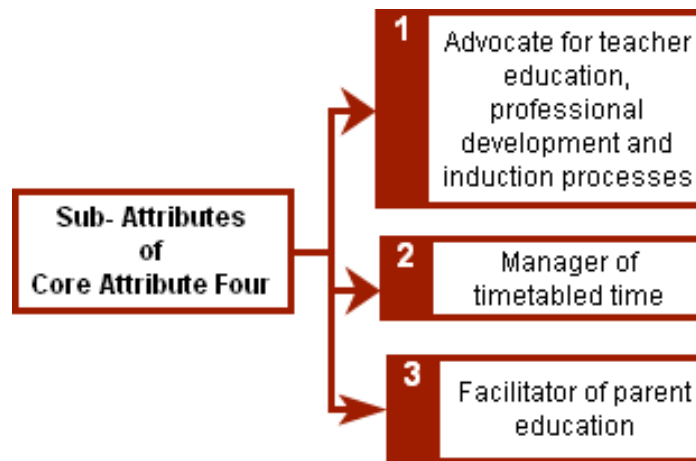 1
Advocate for teacher
education,
professional
development and
induction processes
Sub- Attributes
of
Core Attribute Four
2
Manager of
timetabled time
3
Facilitator of parent
education